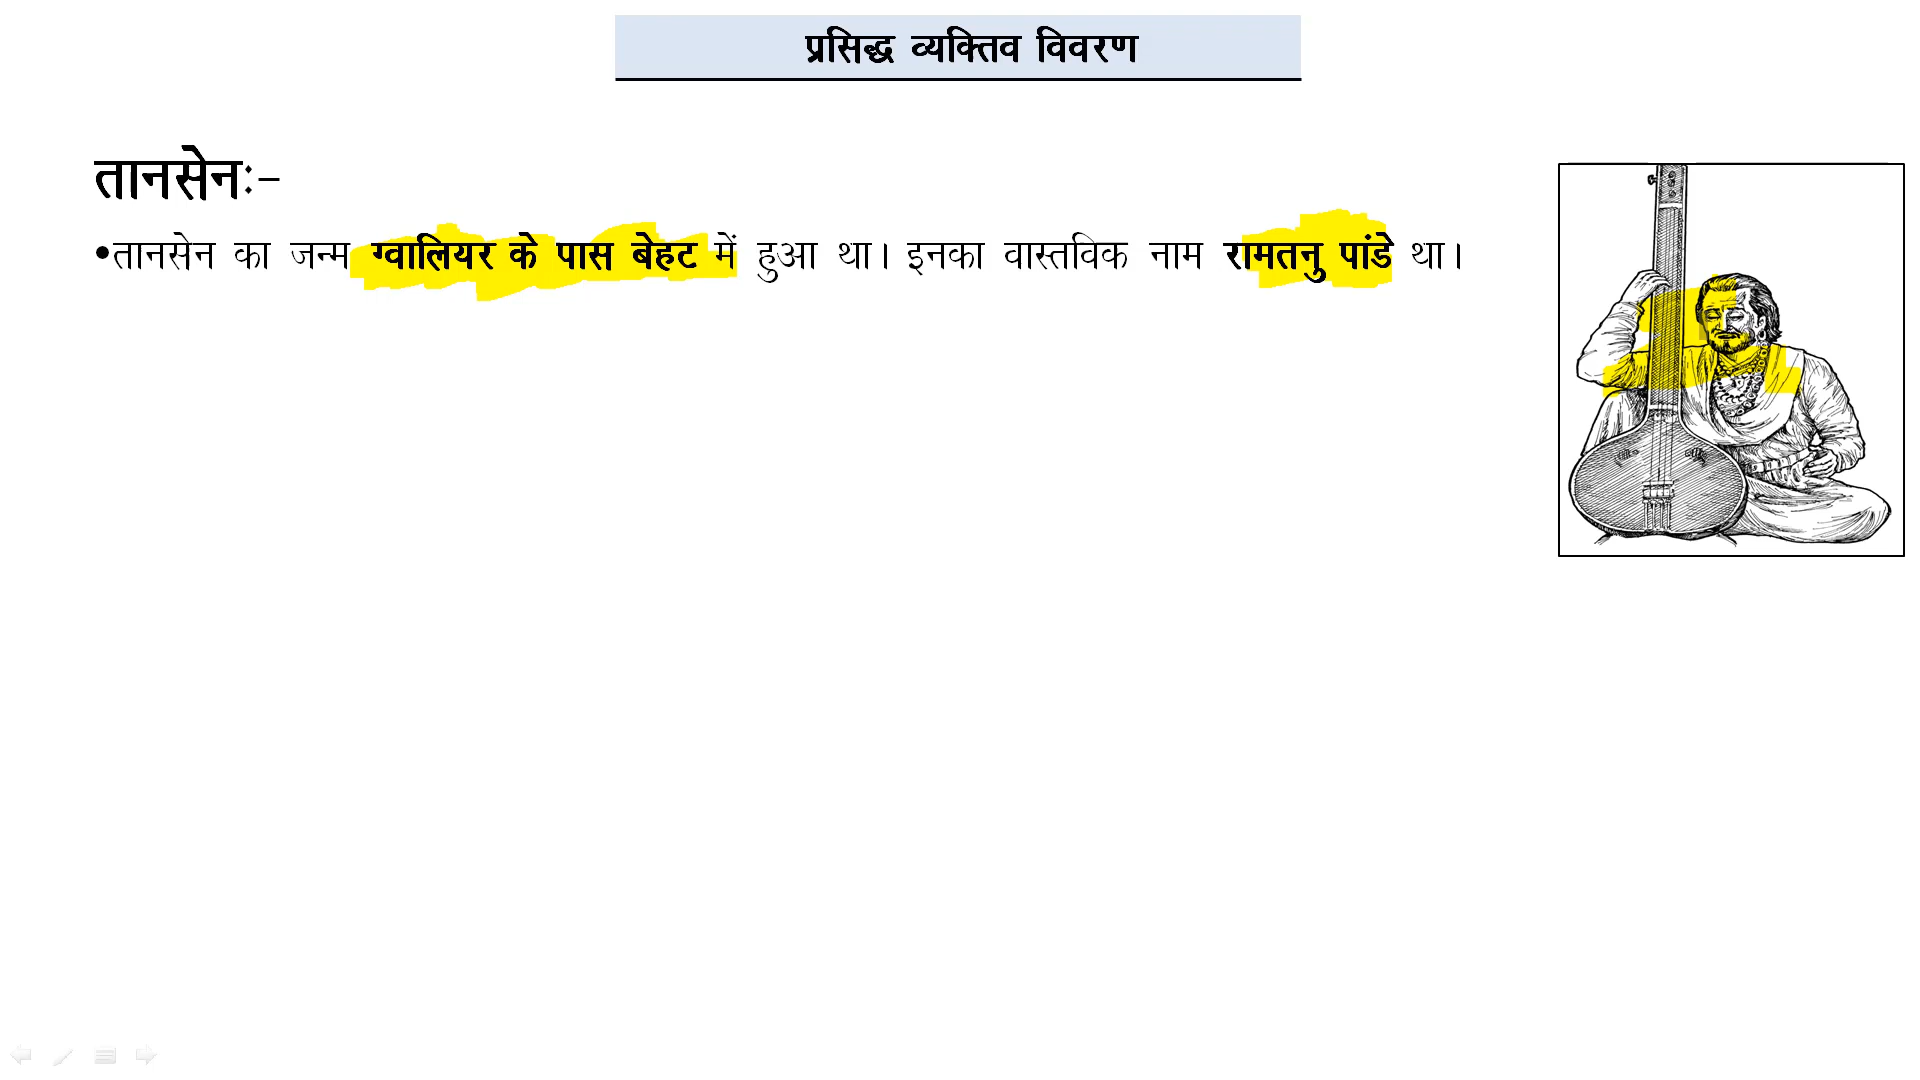 प्रसिद्ध व्यक्तिव विवरण
तानसेनः–
•तानसेन का जन्म ग्वालियर के पास बेहट में हुआ था। इनका वास्तविक नाम रामतनु पांडे था।